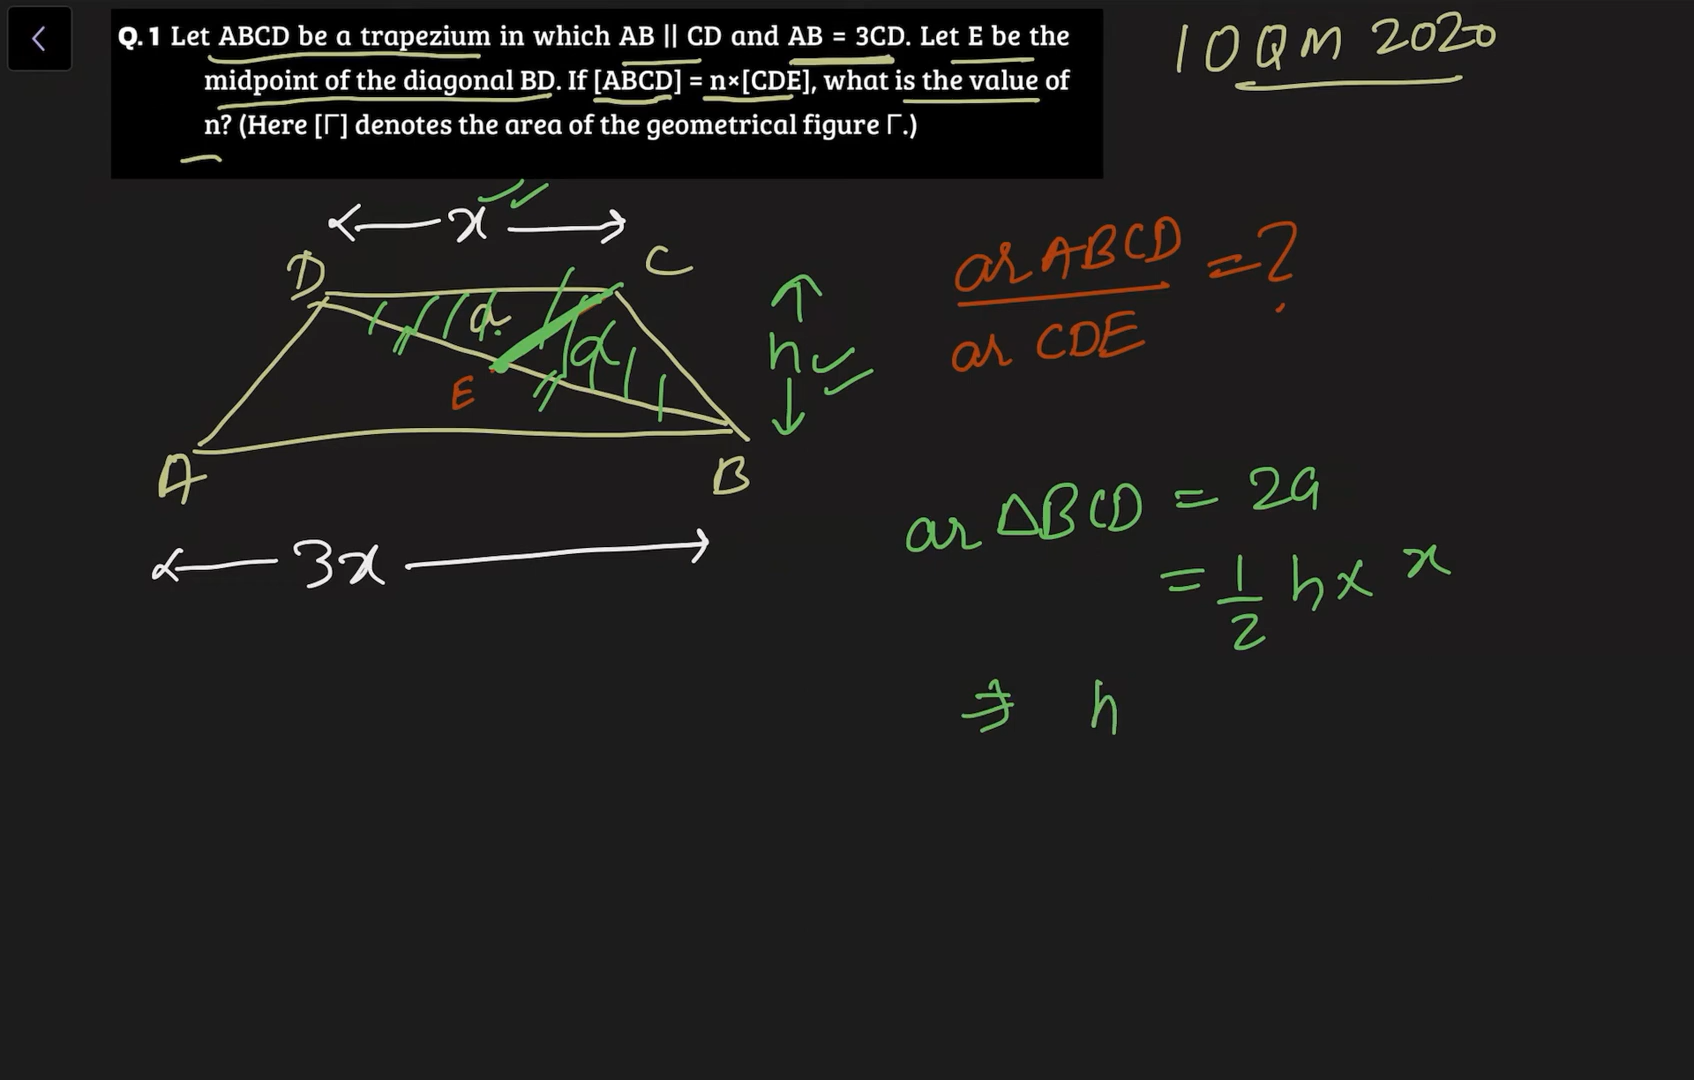 Q. 1 Let ABCD be a trapezium in which AB || CD and AB = 3CD. Let E be the
midpoint of the diagonal BD. If [ABCD] = n×[CDE], what is the value of
n? (Here [Γ] denotes the area of the geometrical figure Γ.)
IOQM 2020
x
D
C
a
a
E
h
A
B
3x
ar ABCD
ar CDE
= ?
ar △BCD = 2a
= 1/2 h × x
⇒ h